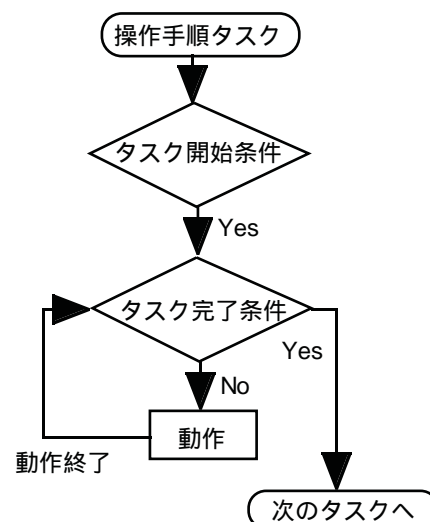 操作手順タスク
タスク開始条件
Yes
タスク完了条件
Yes
No
動作
動作終了
次のタスクへ